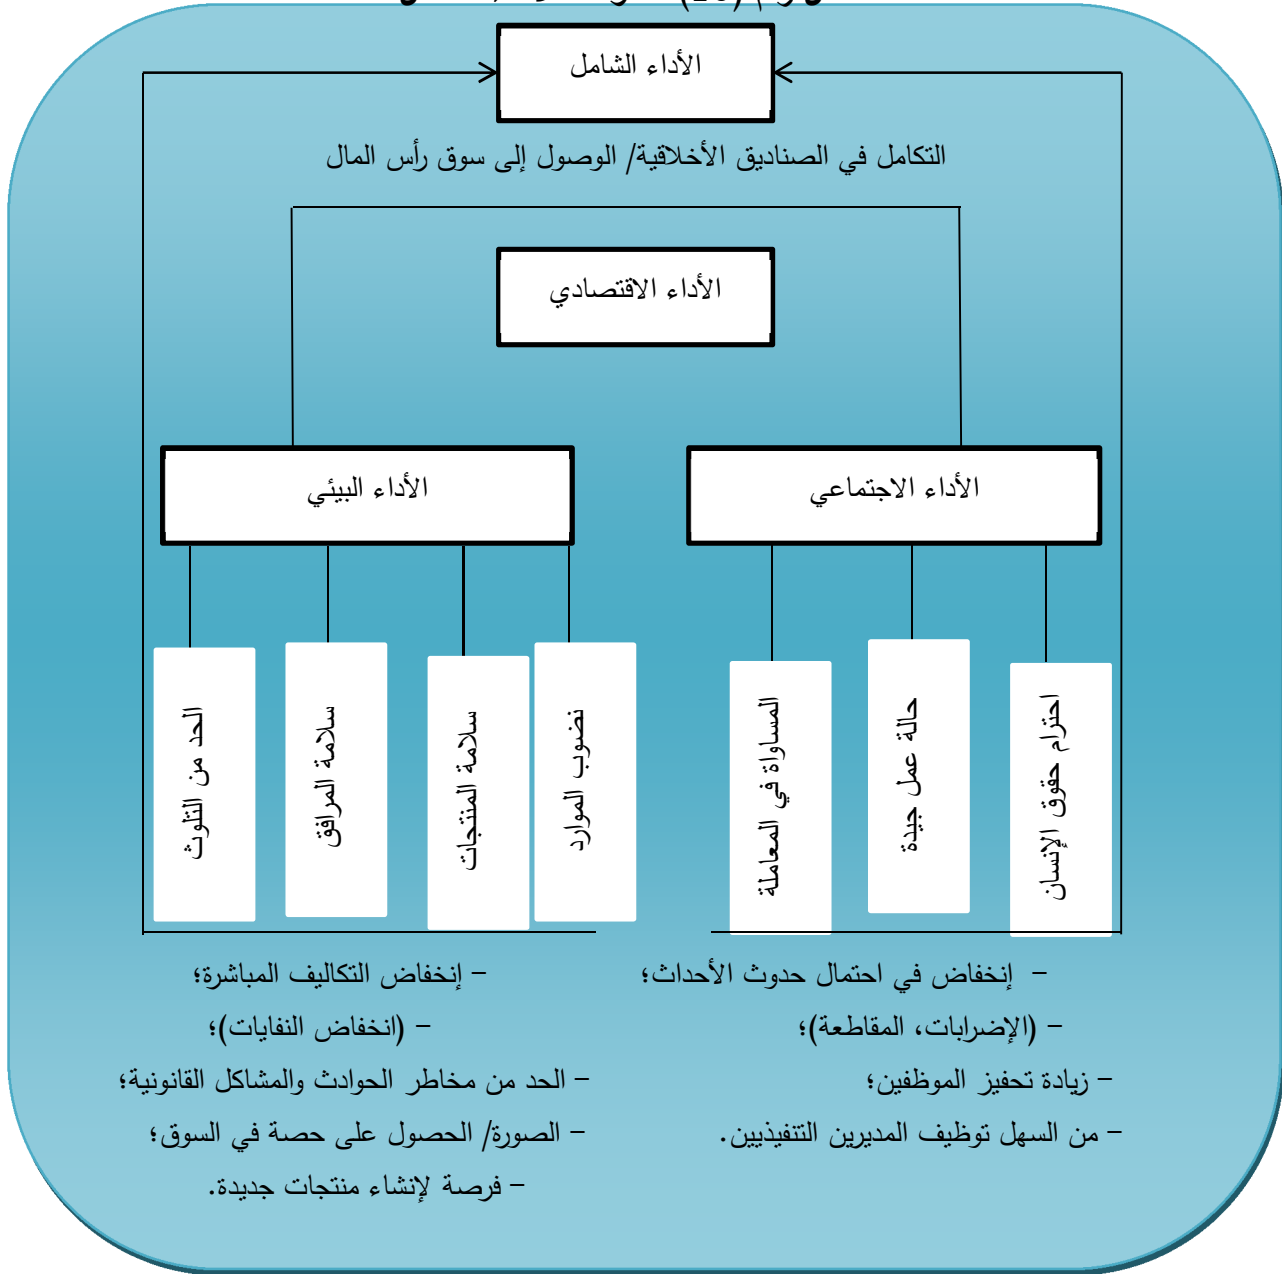 الأداء الشامل
التكامل في الصناديق الأخلاقية/ الوصول إلى سوق رأس المال
الأداء الاقتصادي
الأداء الاجتماعي
الأداء البيئي
احترام حقوق الإنسان
حالة عمل جيدة
المساواة في المعاملة
نضوب الموارد
سلامة المنتجات
سلامة المرافق
الحد من التلوث
- إنخفاض في احتمال حدوث الأحداث؛
- (الإضرابات، المقاطعة)؛
- زيادة تحفيز الموظفين؛
- من السهل توظيف المديرين التنفيذيين.
- إنخفاض التكاليف المباشرة؛
- (انخفاض النفايات)؛
- الحد من مخاطر الحوادث والمشاكل القانونية؛
- الصورة/ الحصول على حصة في السوق؛
- فرصة لإنشاء منتجات جديدة.